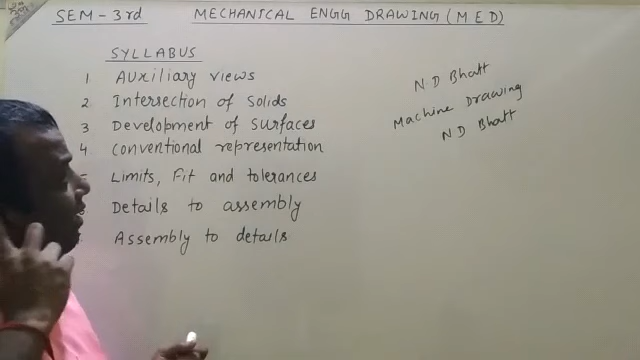 SEM - 3rd MECHANICAL ENGG DRAWING (MED)
SYLLABUS
1 Auxiliary views
2 Intersection of Solids
3 Development of surfaces
4. Conventional representation
Limits, Fit and tolerances
Details to assembly
Assembly to details
N.D Bhatt
Machine Drawing
N D Bhatt